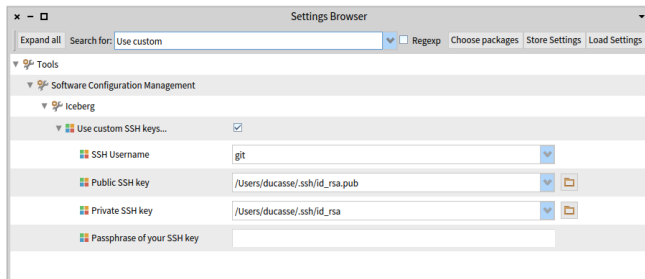 Settings Browser
Expand all Search for: Use custom Regexp Choose packages Store Settings Load Settings
Tools
Software Configuration Management
Iceberg
Use custom SSH keys...
SSH Username git
Public SSH key /Users/ducasse/.ssh/id_rsa.pub
Private SSH key /Users/ducasse/.ssh/id_rsa
Passphrase of your SSH key